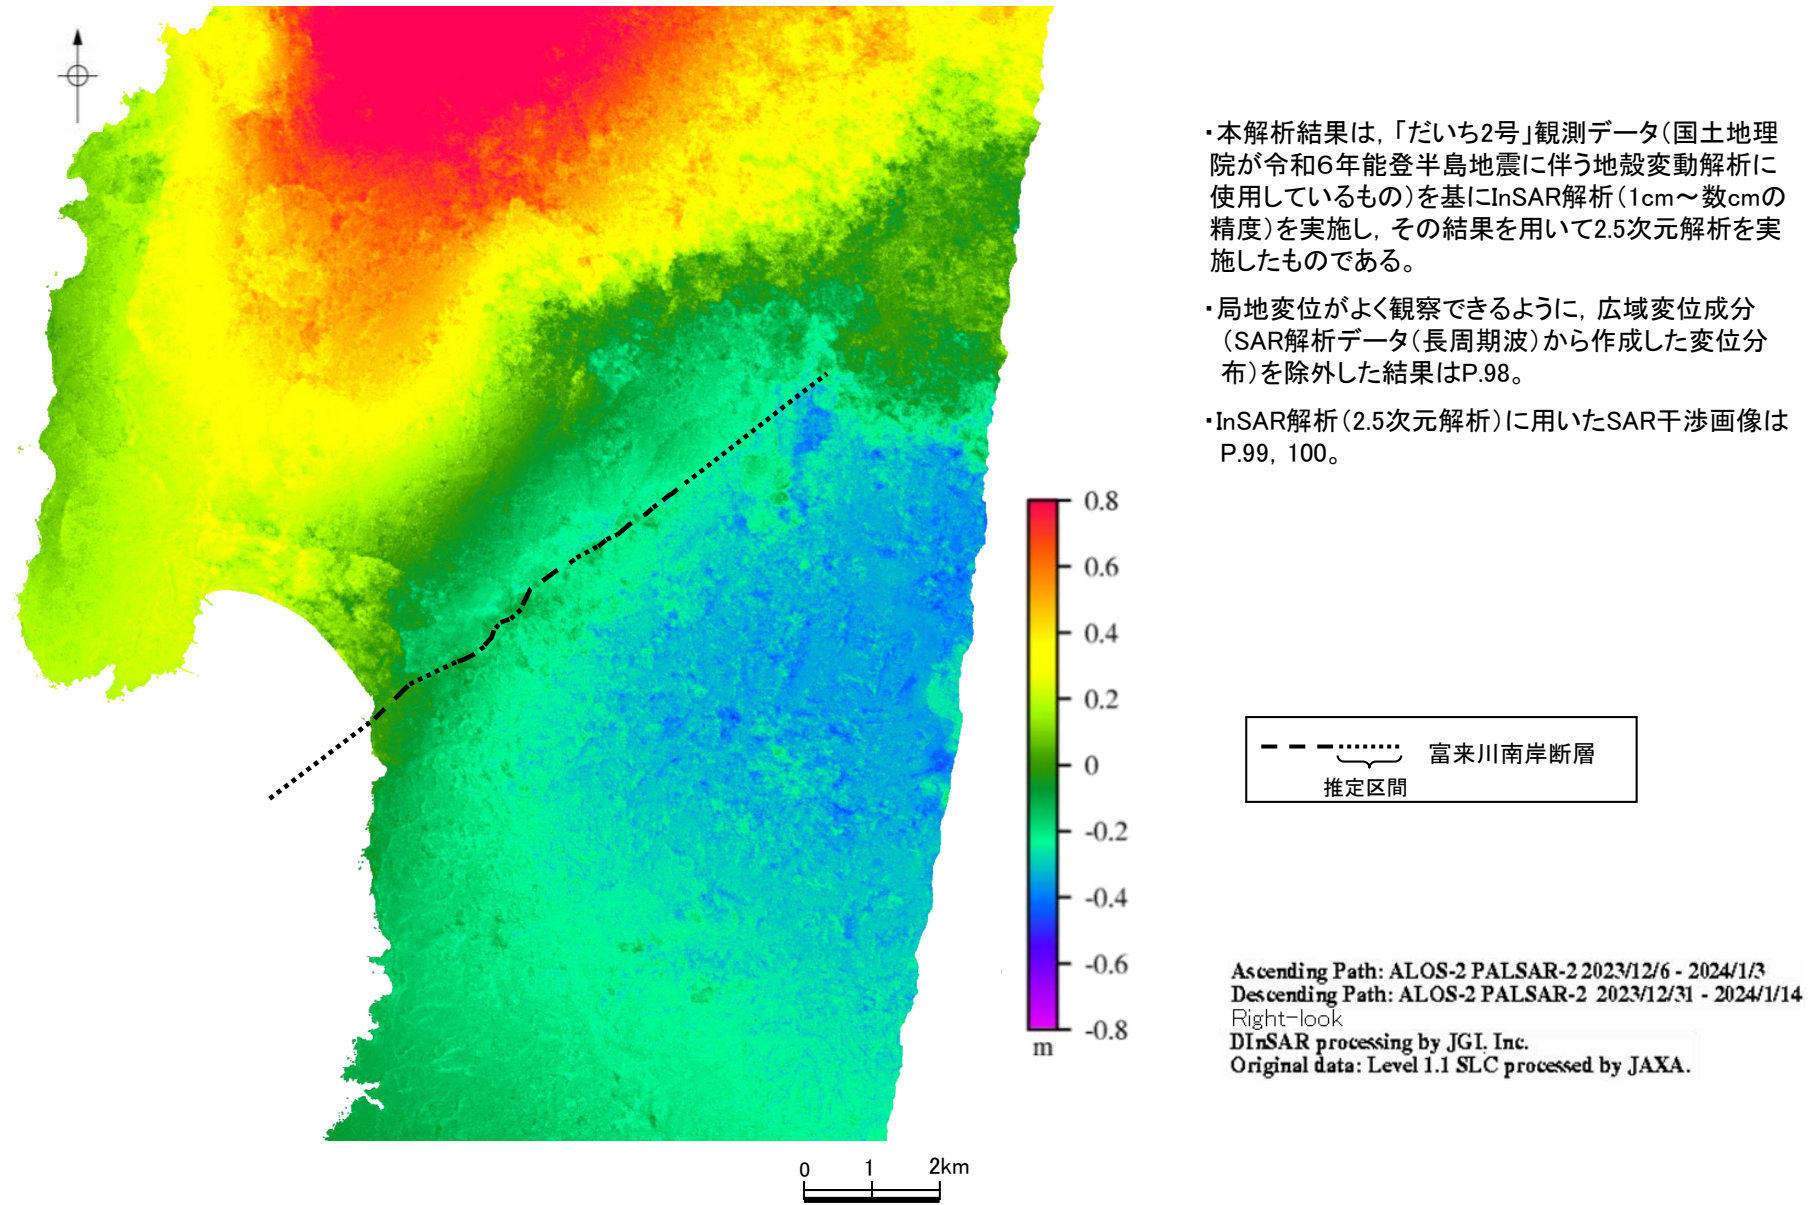 ・本解析結果は，「だいち2号」観測データ（国土地理
院が令和６年能登半島地震に伴う地殻変動解析に
使用しているもの）を基にInSAR解析（1cm～数cmの
精度）を実施し，その結果を用いて2.5次元解析を実
施したものである。
・局地変位がよく観察できるように，広域変位成分
（SAR解析データ（長周期波）から作成した変位分
布）を除外した結果はP.98。
・InSAR解析（2.5次元解析）に用いたSAR干渉画像は
P.99，100。
0.8
0.6
0.4
0.2
0
-0.2
-0.4
-0.6
-0.8
m
富来川南岸断層
推定区間
Ascending Path: ALOS-2 PALSAR-2 2023/12/6 - 2024/1/3
Descending Path: ALOS-2 PALSAR-2 2023/12/31 - 2024/1/14
Right-look
DInSAR processing by JGI. Inc.
Original data: Level 1.1 SLC processed by JAXA.
0 1 2km